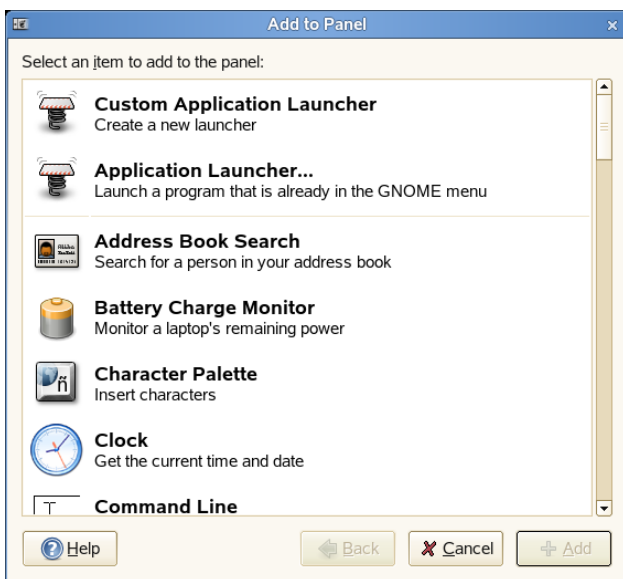 Add to Panel
Select an item to add to the panel:
Custom Application Launcher
Create a new launcher
Application Launcher...
Launch a program that is already in the GNOME menu
Address Book Search
Search for a person in your address book
Battery Charge Monitor
Monitor a laptop's remaining power
ñ
Character Palette
Insert characters
Clock
Get the current time and date
Command Line
Help
Back
Cancel
Add